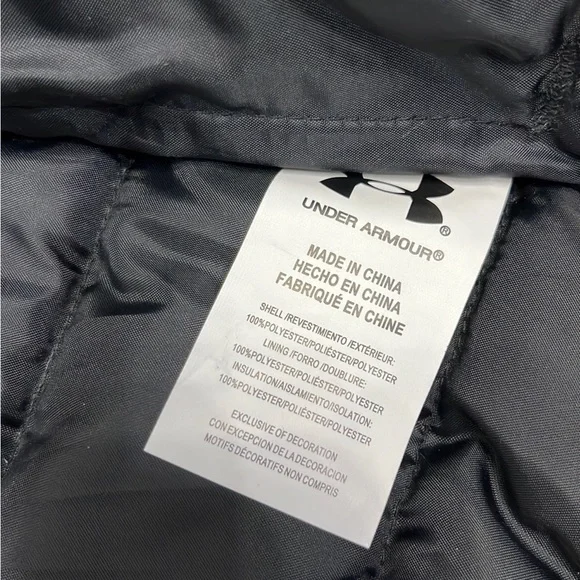 ®
UNDER ARMOUR®
MADE IN CHINA
HECHO EN CHINA
FABRIQUÉ EN CHINE
SHELL /REVESTIMIENTO /EXTÉRIEUR:
100%POLYESTER/POLIÉSTER/POLYESTER
LINING /FORRO /DOUBLURE:
100%POLYESTER/POLIÉSTER/POLYESTER
INSULATION/AISLAMIENTO/ISOLATION:
100%POLYESTER/POLIÉSTER/POLYESTER
EXCLUSIVE OF DECORATION
CON EXCEPCION DE LA DECORACION
MOTIFS DÉCORATIFS NON COMPRIS